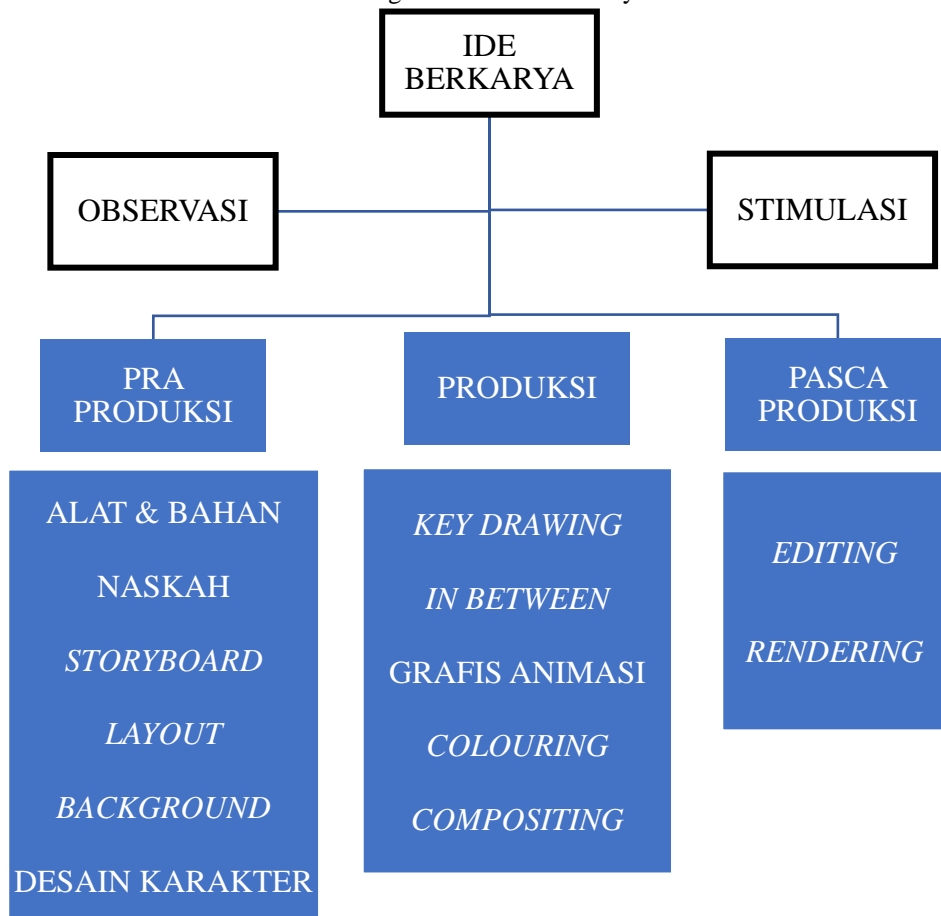 IDE
BERKARYA
OBSERVASI
STIMULASI
PRA
PRODUKSI
PRODUKSI
PASCA
PRODUKSI
ALAT & BAHAN
NASKAH
STORYBOARD
LAYOUT
BACKGROUND
DESAIN KARAKTER
KEY DRAWING
IN BETWEEN
GRAFIS ANIMASI
COLOURING
COMPOSITING
EDITING
RENDERING